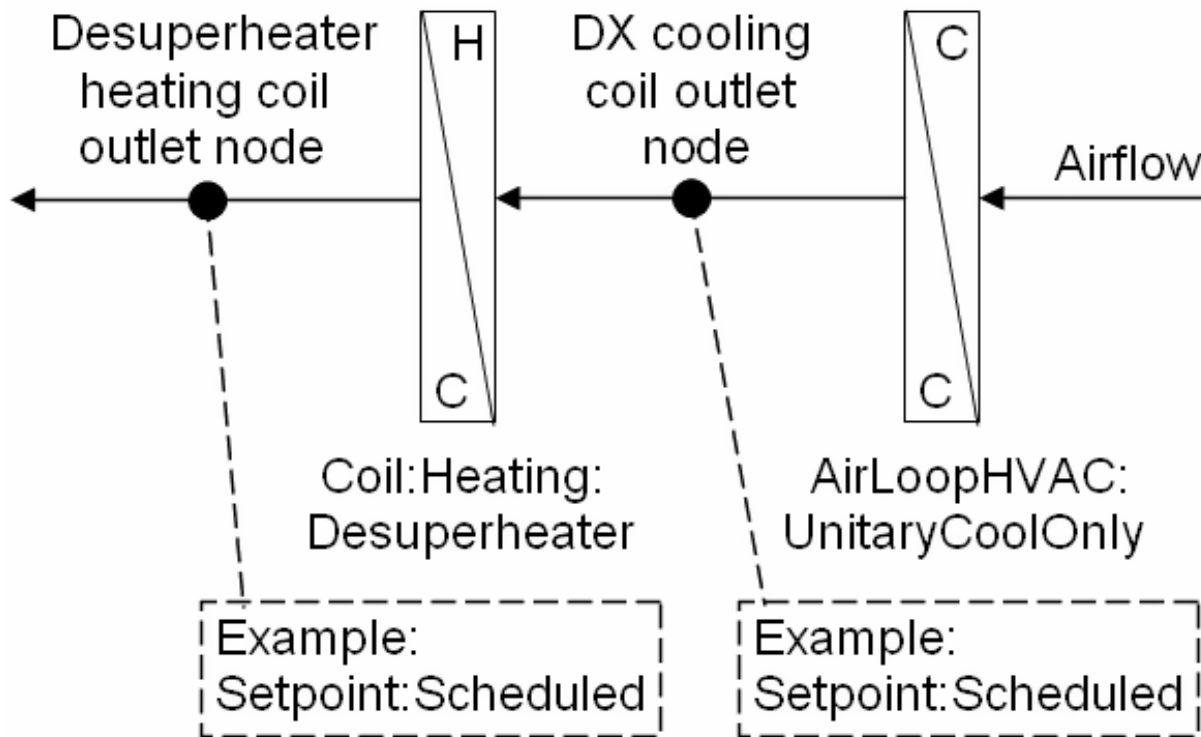 Desuperheater
heating coil
outlet node
H
C
DX cooling
coil outlet
node
C
C
Airflow
Coil:Heating:
Desuperheater
AirLoopHVAC:
UnitaryCoolOnly
Example:
Setpoint:Scheduled
Example:
Setpoint:Scheduled